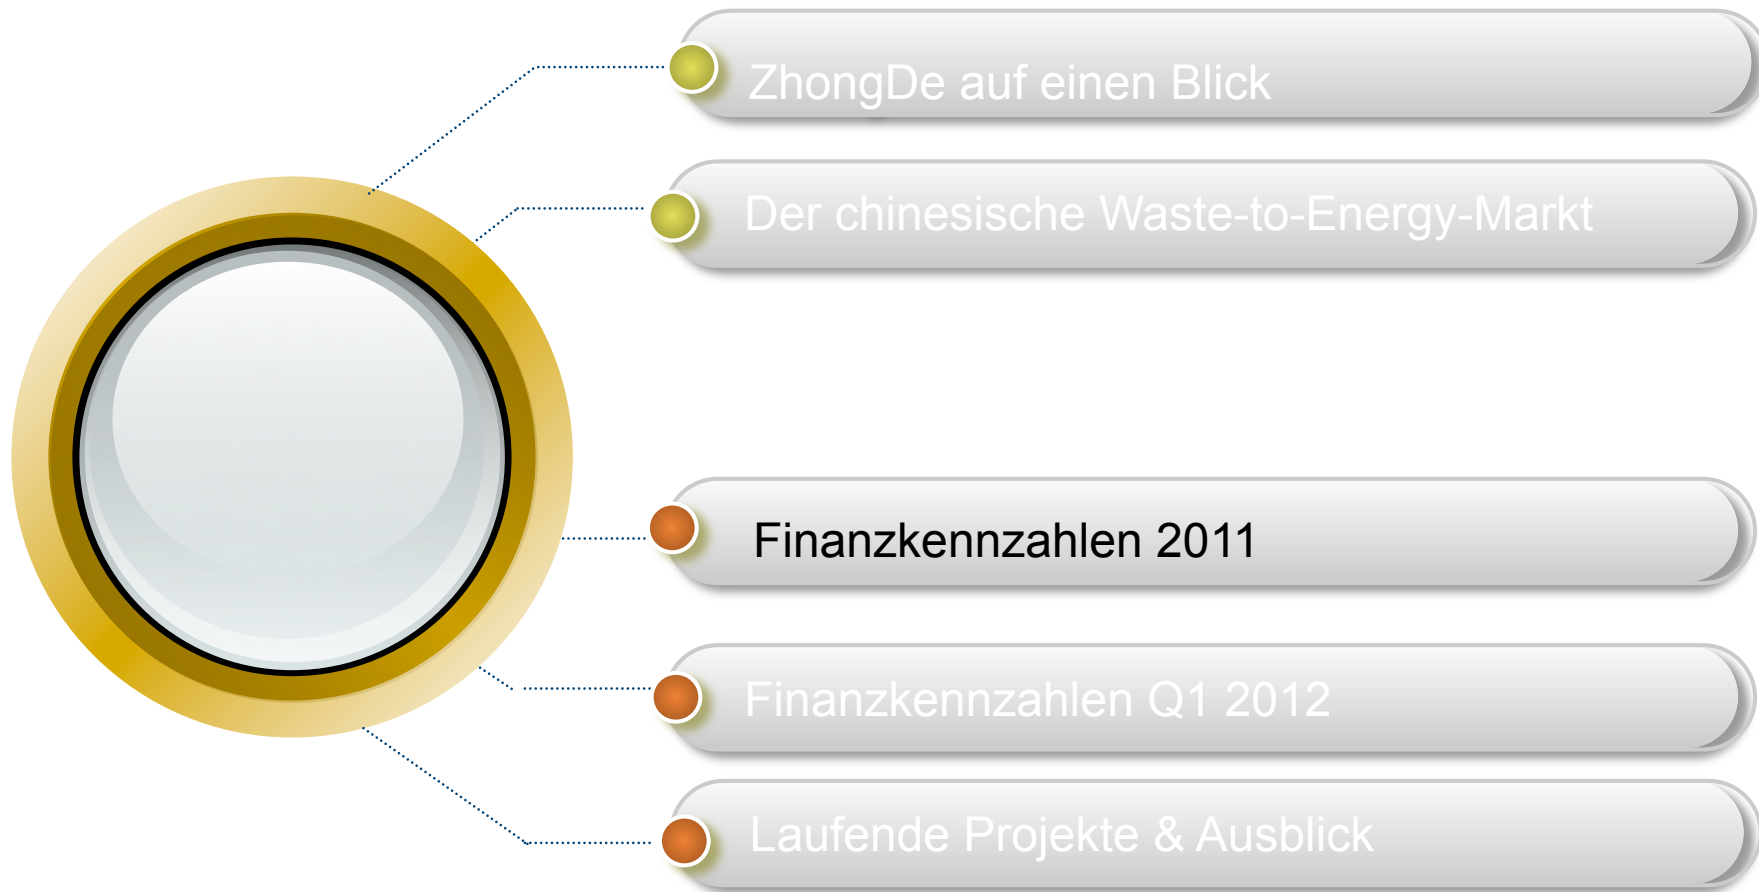 ZhongDe auf einen Blick
Der chinesische Waste-to-Energy-Markt
Finanzkennzahlen 2011
Finanzkennzahlen Q1 2012
Laufende Projekte & Ausblick